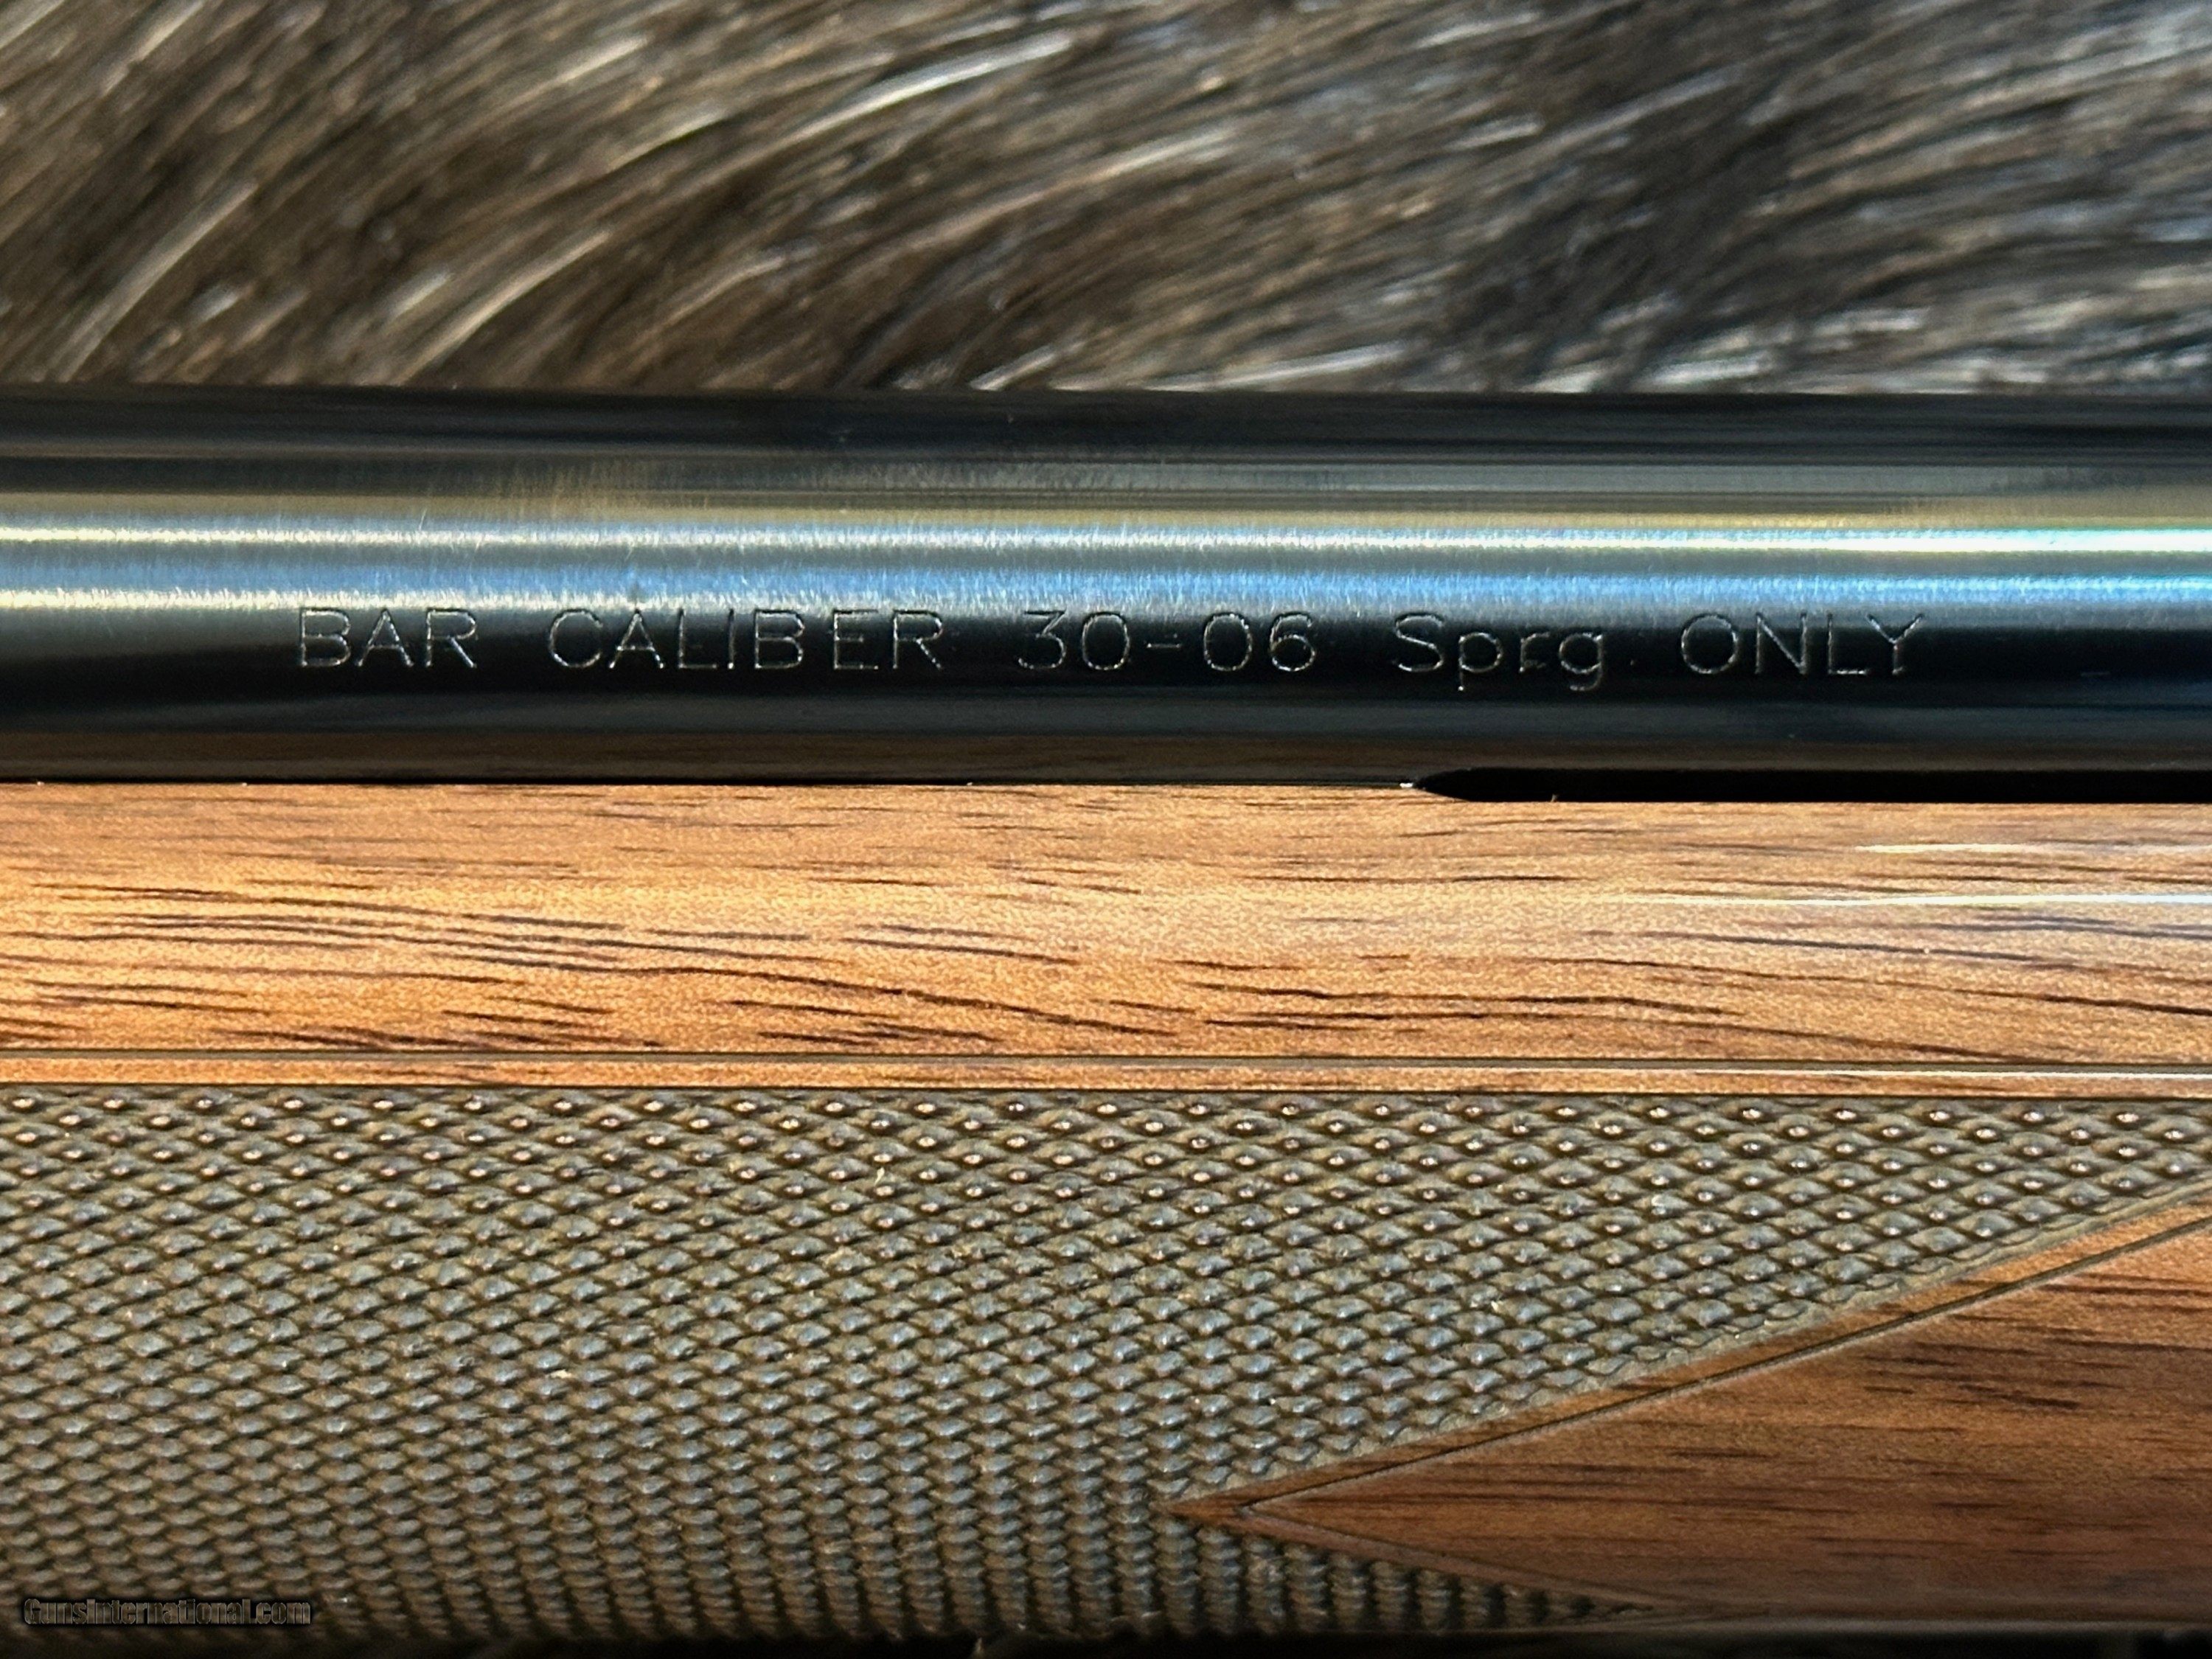 BAR CALIBER 30-06 Sprg ONLY
GunsInternational.com